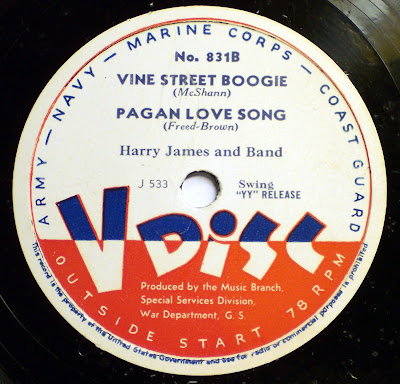 ARMY — NAVY — MARINE CORPS — COAST GUARD
No. 831B
VINE STREET BOOGIE
(McShann)
PAGAN LOVE SONG
(Freed-Brown)
Harry James and Band
J 533
Swing
"YY" RELEASE
V DiSC
Produced by the Music Branch,
Special Services Division,
War Department, G. S.
OUTSIDE START 78 RPM
This record is the property of the United States Government and use for radio or commercial purposes is prohibited